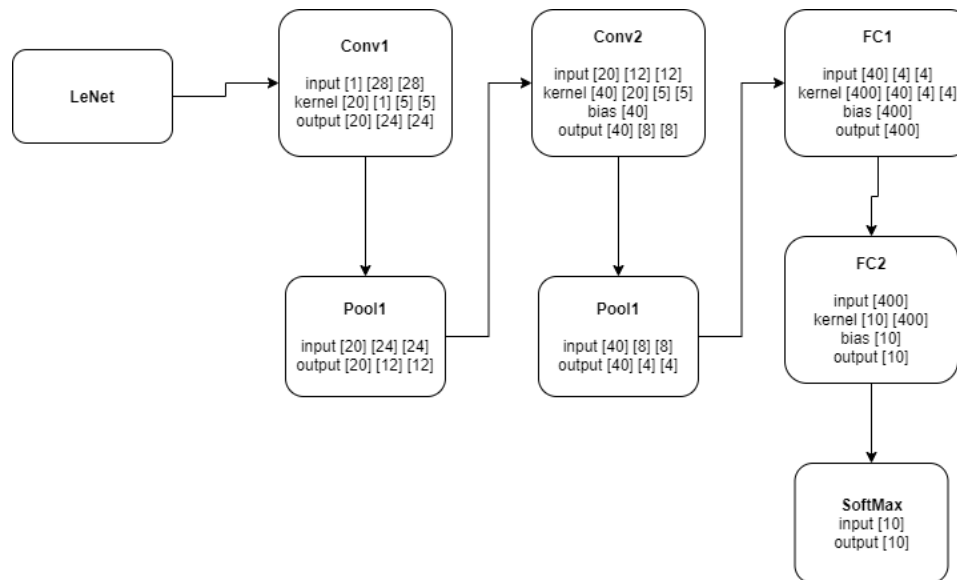 LeNet
Conv1
input [1] [28] [28]
kernel [20] [1] [5] [5]
output [20] [24] [24]
Pool1
input [20] [24] [24]
output [20] [12] [12]
Conv2
input [20] [12] [12]
kernel [40] [20] [5] [5]
bias [40]
output [40] [8] [8]
Pool1
input [40] [8] [8]
output [40] [4] [4]
FC1
input [40] [4] [4]
kernel [400] [40] [4] [4]
bias [400]
output [400]
FC2
input [400]
kernel [10] [400]
bias [10]
output [10]
SoftMax
input [10]
output [10]